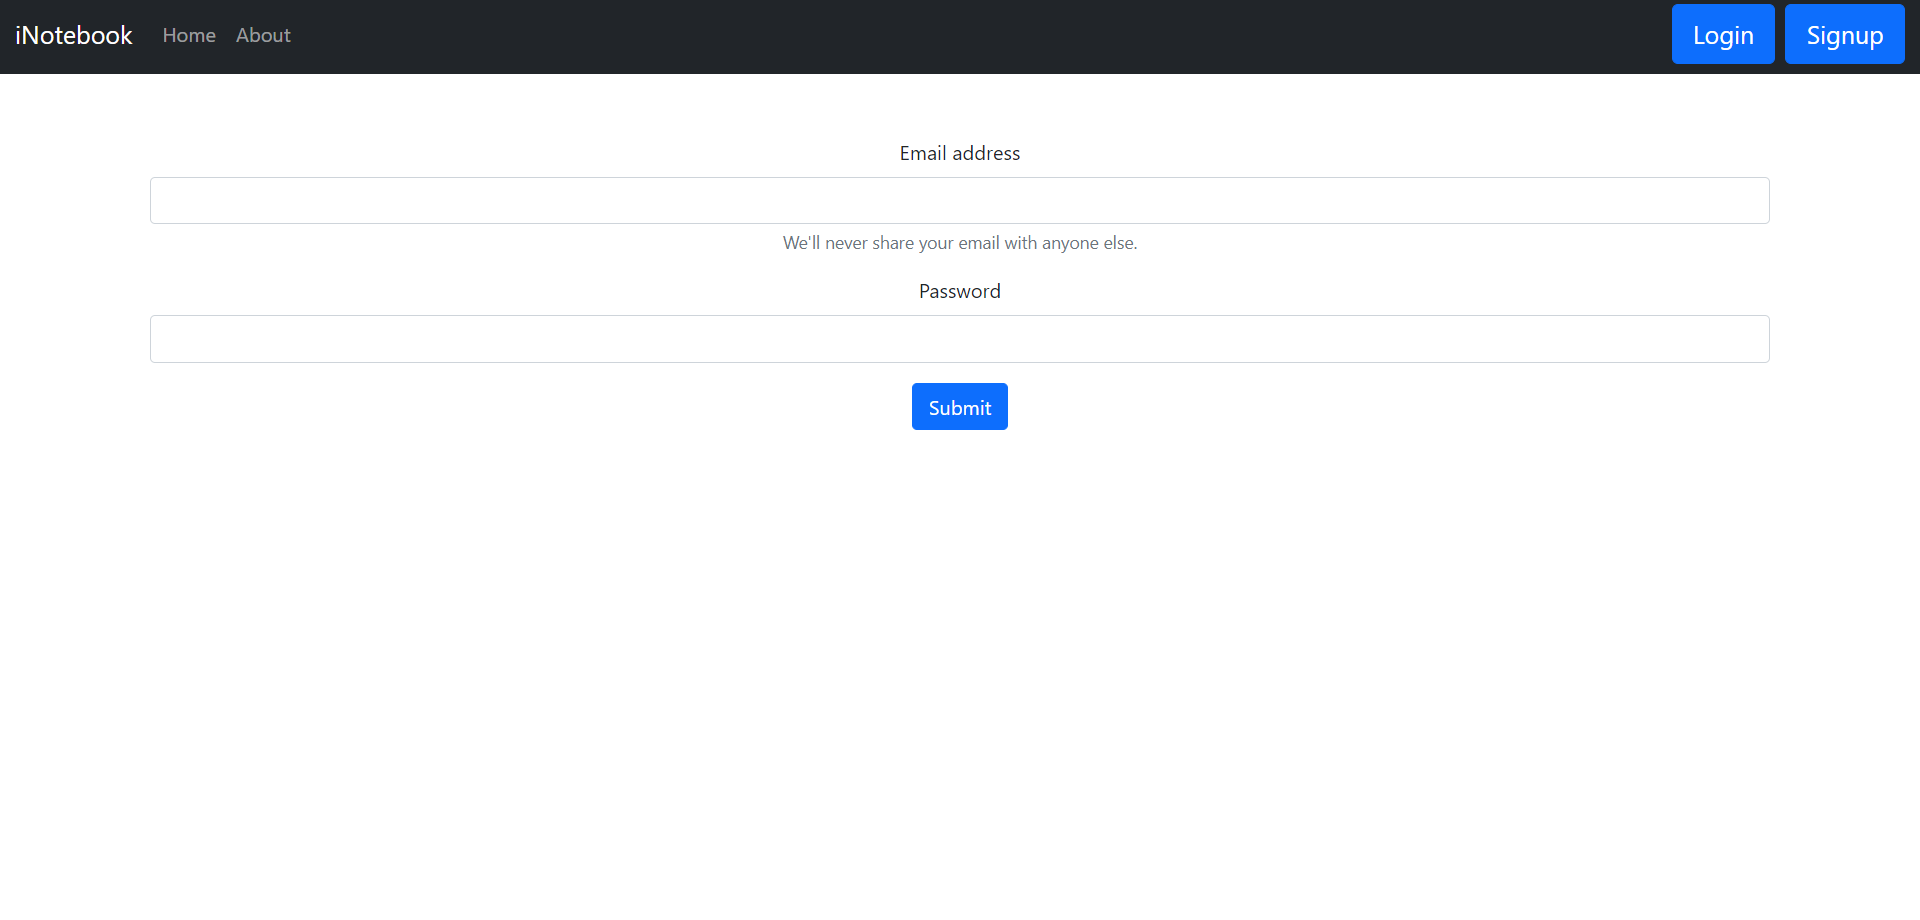 iNotebook Home About Login Signup
Email address
We'll never share your email with anyone else.
Password
Submit